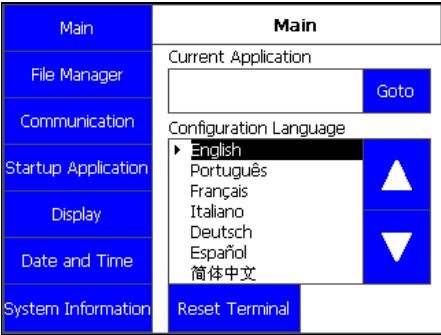 Main
File Manager
Communication
Startup Application
Display
Date and Time
System Information
Main
Current Application
Goto
Configuration Language
English
Português
Français
Italiano
Deutsch
Español
简体中文
Reset Terminal